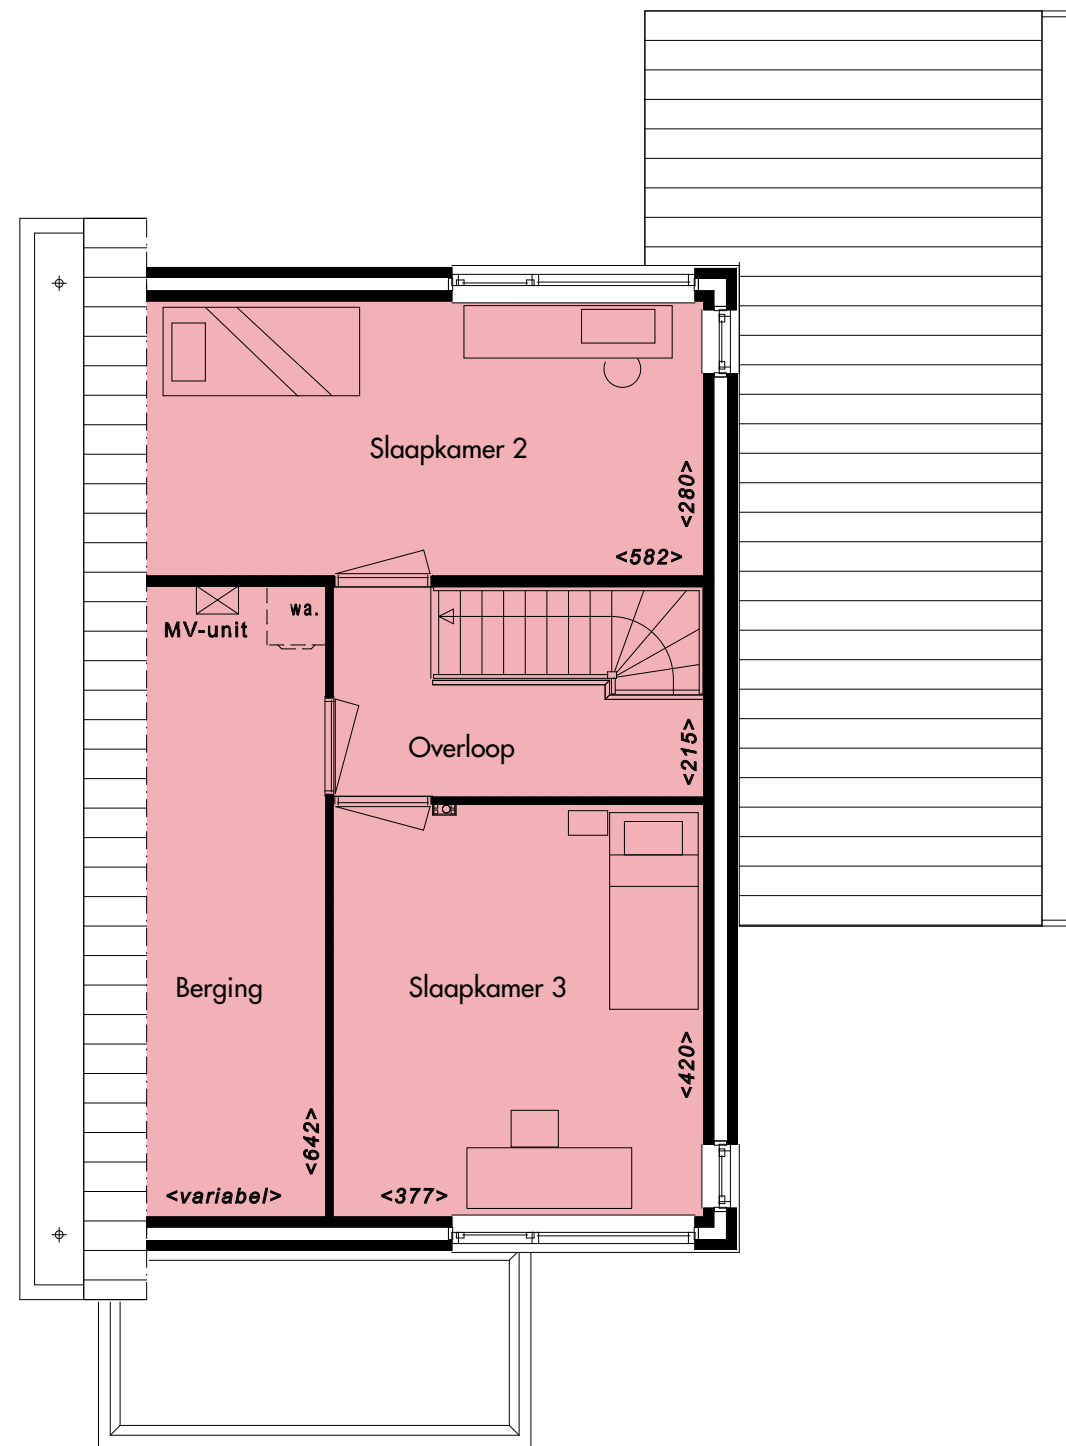 Slaapkamer 2
<280>
<582>
wa.
MV-unit
Overloop
<215>
Berging
Slaapkamer 3
<420>
<642>
<variabel>
<377>